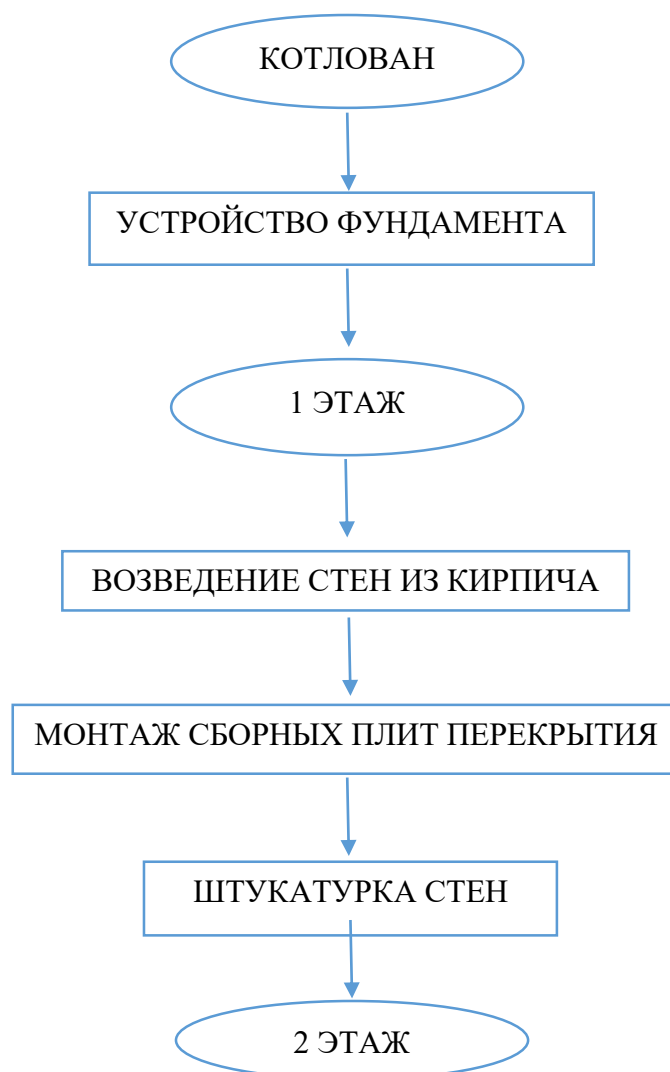 КОТЛОВАН
УСТРОЙСТВО ФУНДАМЕНТА
1 ЭТАЖ
ВОЗВЕДЕНИЕ СТЕН ИЗ КИРПИЧА
МОНТАЖ СБОРНЫХ ПЛИТ ПЕРЕКРЫТИЯ
ШТУКАТУРКА СТЕН
2 ЭТАЖ